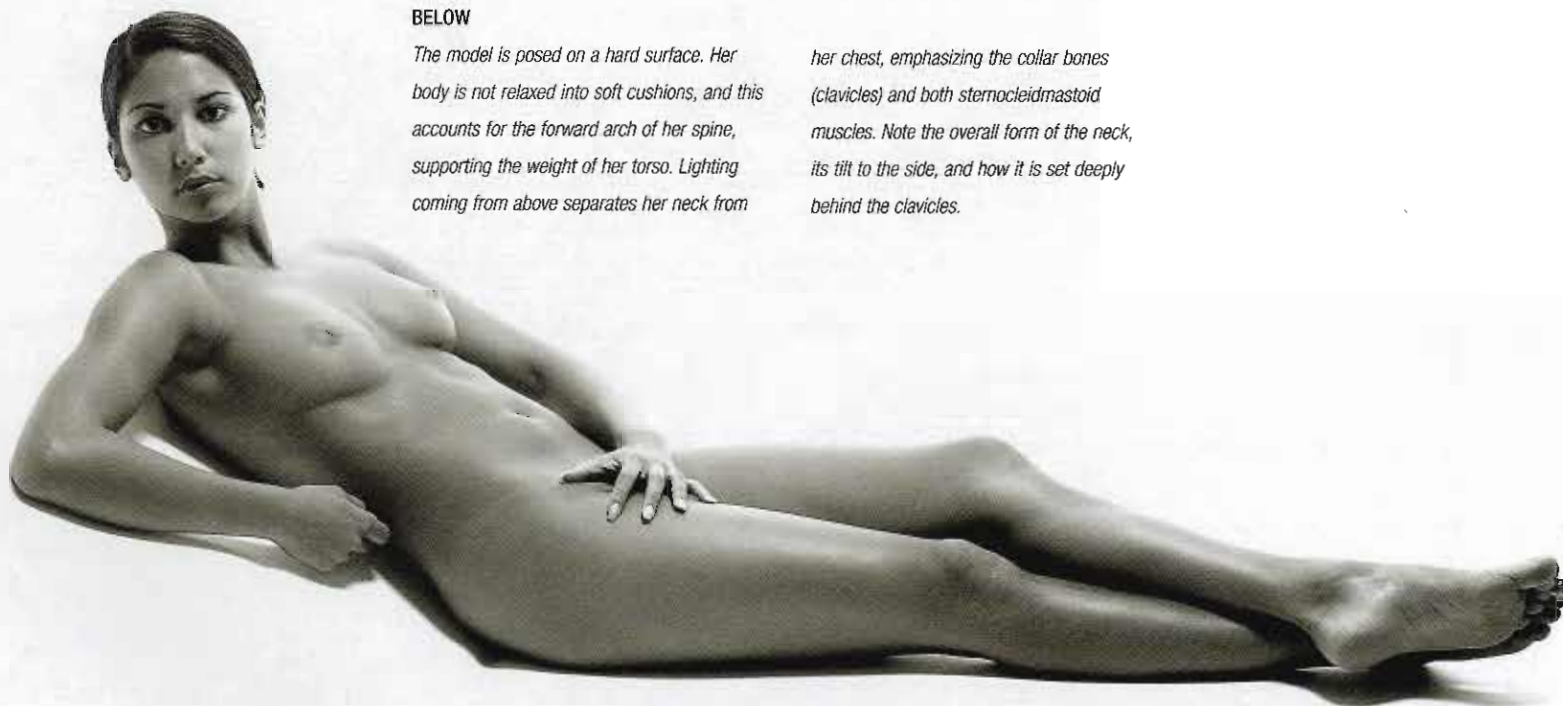 BELOW
The model is posed on a hard surface. Her
body is not relaxed into soft cushions, and this
accounts for the forward arch of her spine,
supporting the weight of her torso. Lighting
coming from above separates her neck from
her chest, emphasizing the collar bones
(clavicles) and both sternocleidmastoid
muscles. Note the overall form of the neck,
its tilt to the side, and how it is set deeply
behind the clavicles.